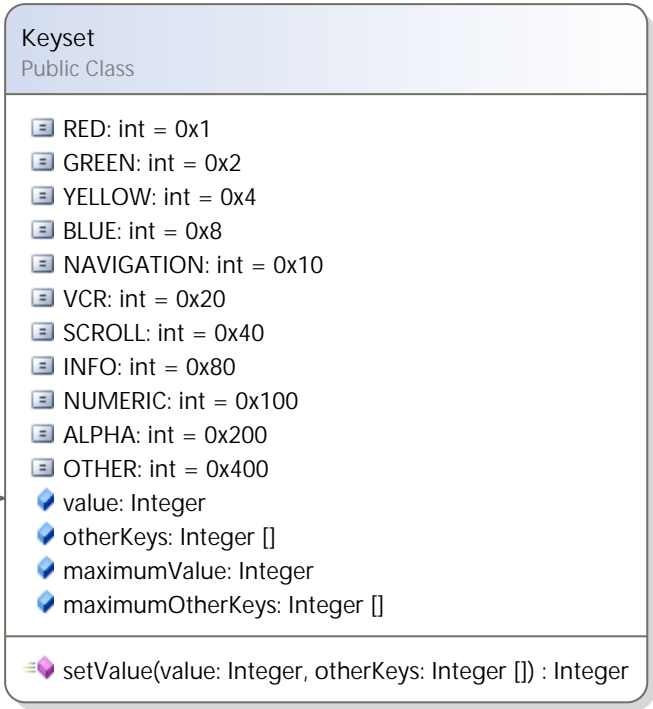 Keyset
Public Class
RED: int = 0x1
GREEN: int = 0x2
YELLOW: int = 0x4
BLUE: int = 0x8
NAVIGATION: int = 0x10
VCR: int = 0x20
SCROLL: int = 0x40
INFO: int = 0x80
NUMERIC: int = 0x100
ALPHA: int = 0x200
OTHER: int = 0x400
value: Integer
otherKeys: Integer []
maximumValue: Integer
maximumOtherKeys: Integer []
setValue(value: Integer, otherKeys: Integer []) : Integer